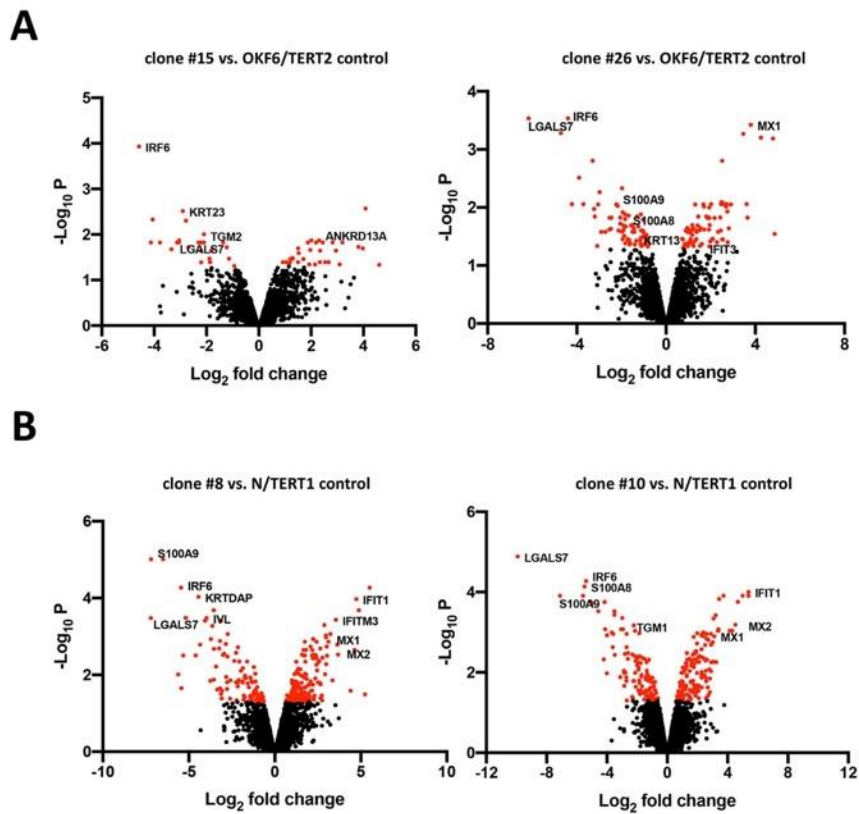 A
clone #15 vs. OKF6/TERT2 control
5
4
3
2
1
0
-Log10 P
IRF6
KRT23
TGM2
LGALS7
ANKRD13A
-6
-4
-2
0
2
4
6
Log2 fold change
clone #26 vs. OKF6/TERT2 control
4
3
2
1
0
-Log10 P
IRF6
LGALS7
MX1
S100A9
S100A8
KRT13
IFIT3
-8
-4
0
4
8
Log2 fold change
B
clone #8 vs. N/TERT1 control
6
4
2
0
-Log10 P
S100A9
IRF6
KRTDAP
LGALS7
IVL
IFIT1
IFITM3
MX1
MX2
-10
-5
0
5
10
Log2 fold change
clone #10 vs. N/TERT1 control
6
4
2
0
-Log10 P
LGALS7
IRF6
S100A8
S100A9
TGM1
IFIT1
MX2
MX1
-12
-8
-4
0
4
8
12
Log2 fold change